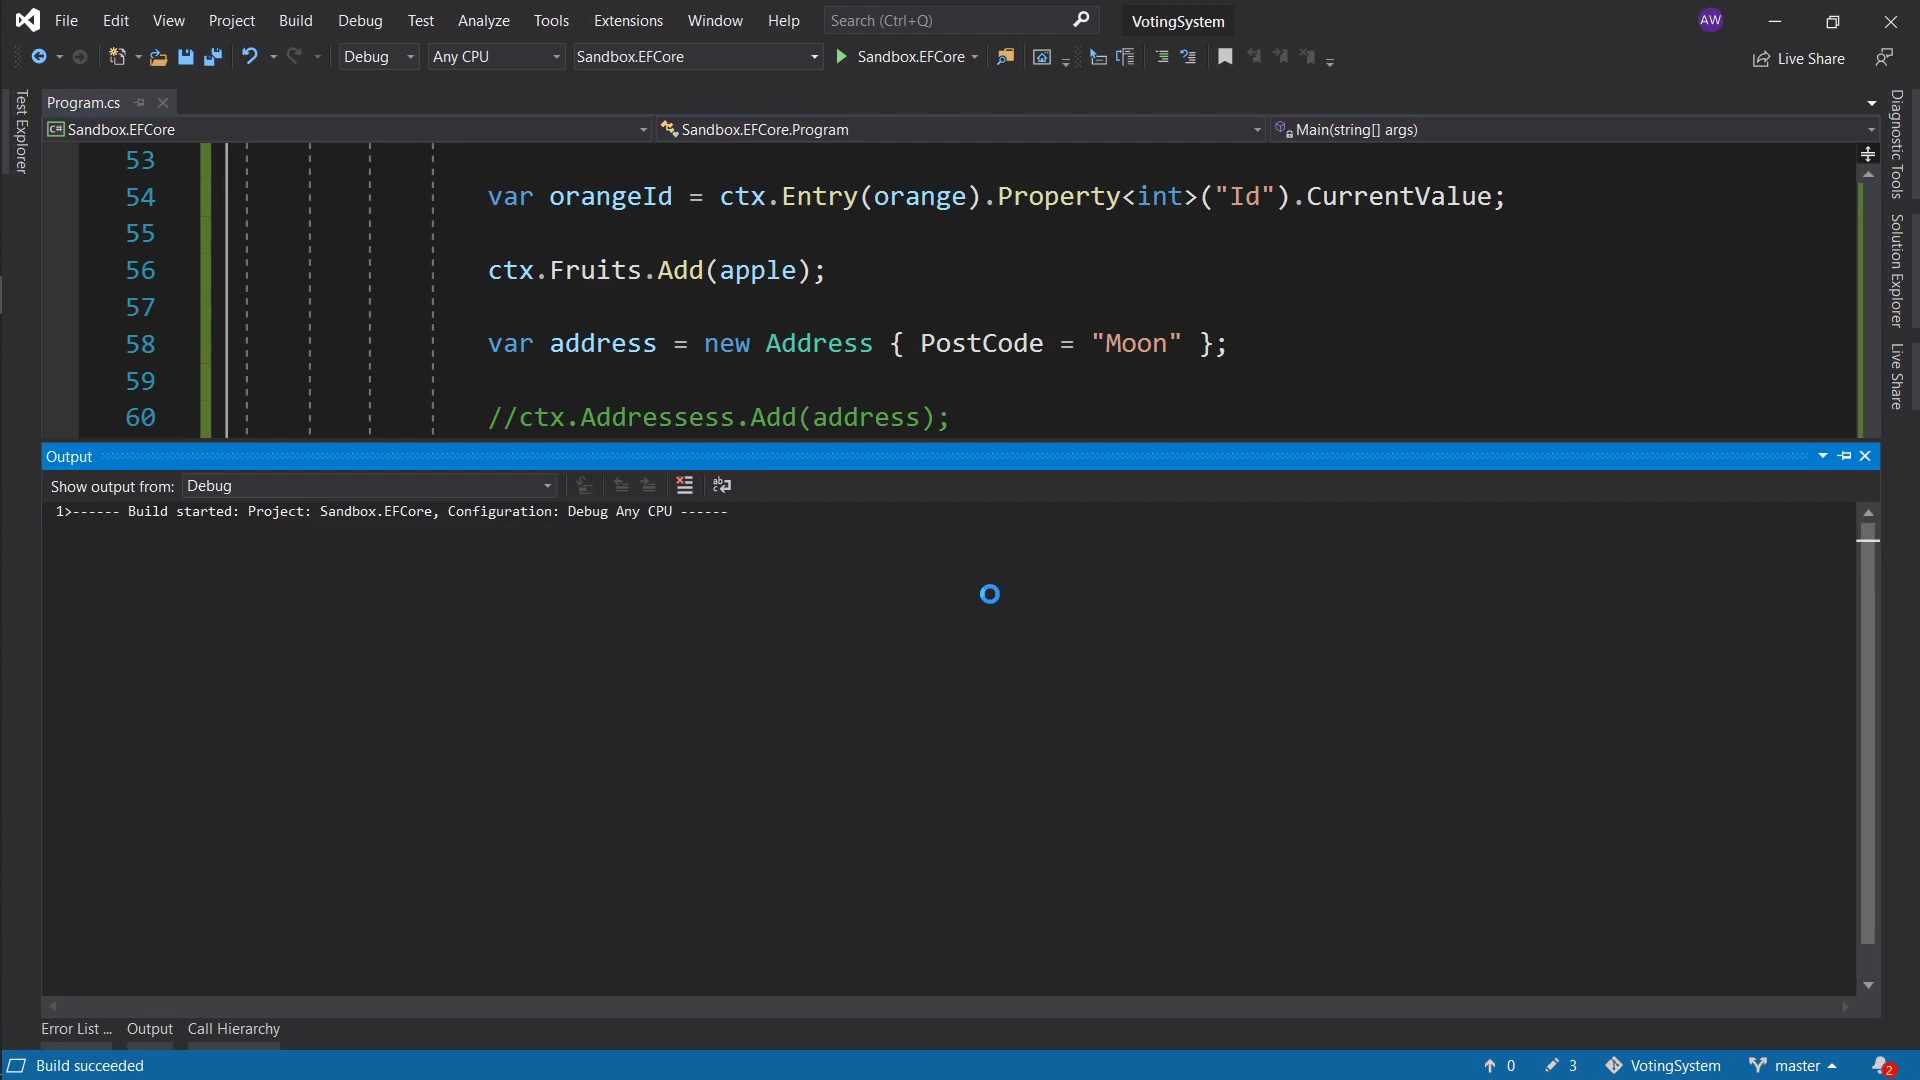 File Edit View Project Build Debug Test Analyze Tools Extensions Window Help Search (Ctrl+Q) VotingSystem AW
Debug Any CPU Sandbox.EFCore Sandbox.EFCore Live Share
Test Explorer
Program.cs
C# Sandbox.EFCore Sandbox.EFCore.Program Main(string[] args)
53
54 var orangeId = ctx.Entry(orange).Property<int>("Id").CurrentValue;
55
56 ctx.Fruits.Add(apple);
57
58 var address = new Address { PostCode = "Moon" };
59
60 //ctx.Addressess.Add(address);
Diagnostic Tools
Solution Explorer
Live Share
Output
Show output from: Debug
1>------ Build started: Project: Sandbox.EFCore, Configuration: Debug Any CPU ------
Error List ... Output Call Hierarchy
Build succeeded 0 3 VotingSystem master 2